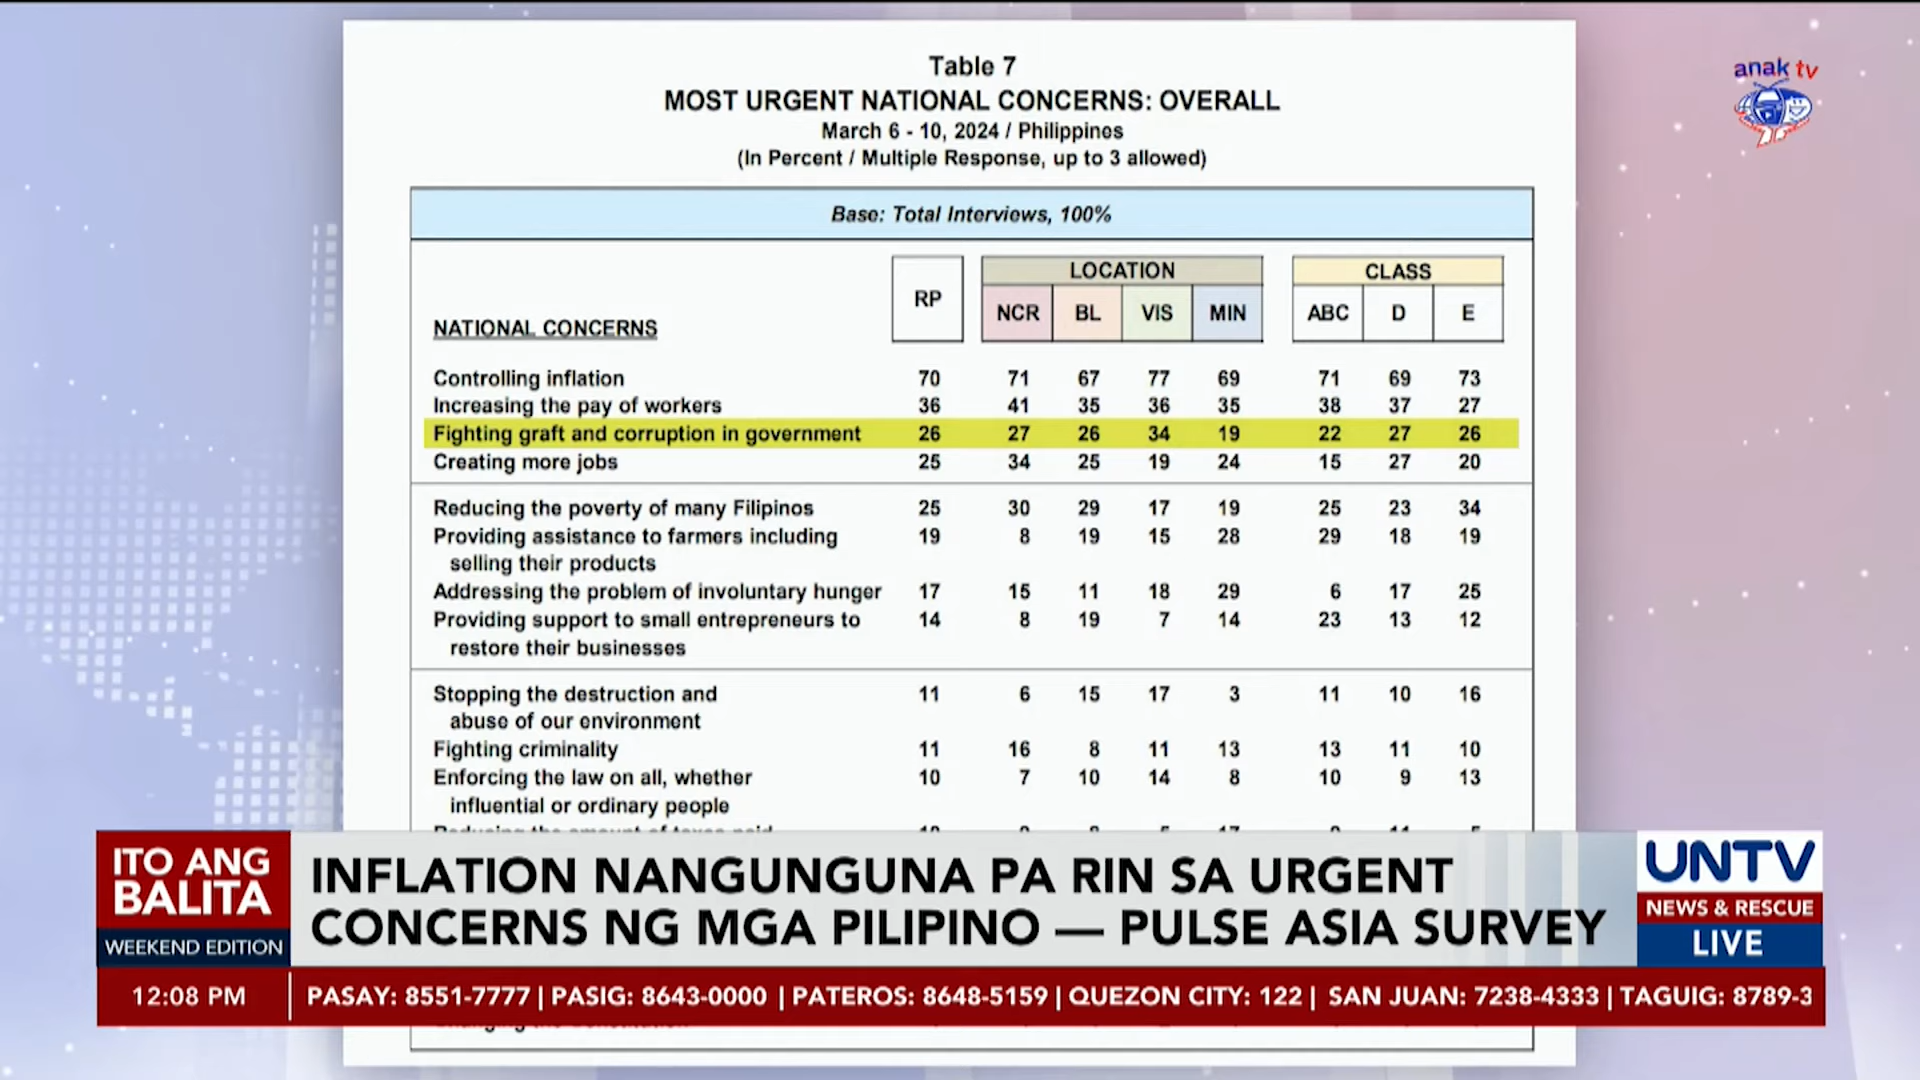 anak tv
Table 7
MOST URGENT NATIONAL CONCERNS: OVERALL
March 6 - 10, 2024 / Philippines
(In Percent / Multiple Response, up to 3 allowed)
Base: Total Interviews, 100%
NATIONAL CONCERNS RP LOCATION CLASS
NCR BL VIS MIN ABC D E
Controlling inflation 70 71 67 77 69 71 69 73
Increasing the pay of workers 36 41 35 36 35 38 37 27
Fighting graft and corruption in government 26 27 26 34 19 22 27 26
Creating more jobs 25 34 25 19 24 15 27 20
Reducing the poverty of many Filipinos 25 30 29 17 19 25 23 34
Providing assistance to farmers including 19 8 19 15 28 29 18 19
selling their products
Addressing the problem of involuntary hunger 17 15 11 18 29 6 17 25
Providing support to small entrepreneurs to 14 8 19 7 14 23 13 12
restore their businesses
Stopping the destruction and 11 6 15 17 3 11 10 16
abuse of our environment
Fighting criminality 11 16 8 11 13 13 11 10
Enforcing the law on all, whether 10 7 10 14 8 10 9 13
influential or ordinary people
ITO ANG
BALITA
WEEKEND EDITION
INFLATION NANGUNGUNA PA RIN SA URGENT
CONCERNS NG MGA PILIPINO — PULSE ASIA SURVEY
UNTV
NEWS & RESCUE
LIVE
12:08 PM
PASAY: 8551-7777 | PASIG: 8643-0000 | PATEROS: 8648-5159 | QUEZON CITY: 122 | SAN JUAN: 7238-4333 | TAGUIG: 8789-3